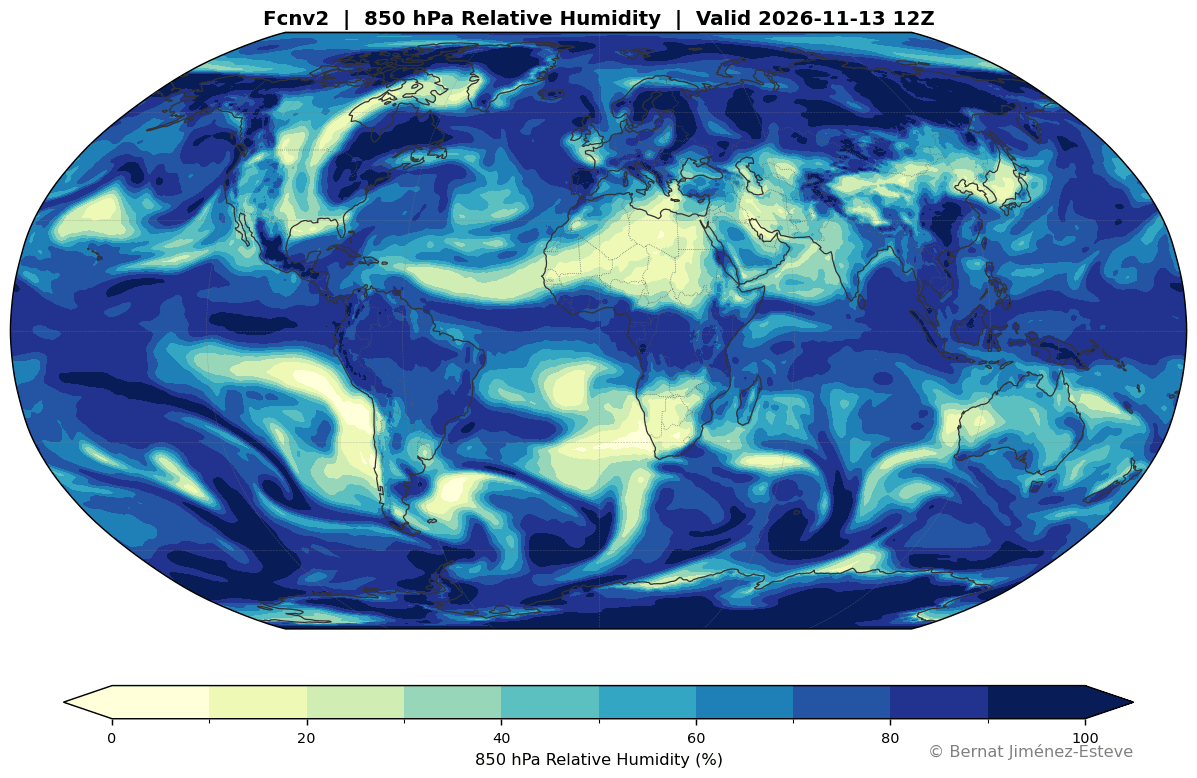 Fcnv2 | 850 hPa Relative Humidity | Valid 2026-11-13 12Z
0 20 40 60 80 100
850 hPa Relative Humidity (%)
© Bernat Jiménez-Esteve